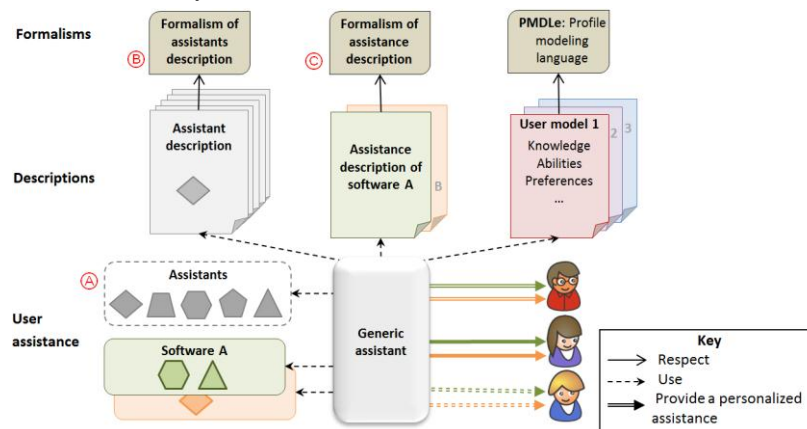 Formalisms
Formalism of
assistants
description
B
Formalism of
assistance
description
C
PMDLe: Profile
modeling
language
Descriptions
Assistant
description
Assistance
description of
software A
B
User model 1
Knowledge
Abilities
Preferences
...
2
3
User
assistance
A
Assistants
Software A
Generic
assistant
Key
Respect
Use
Provide a personalized
assistance